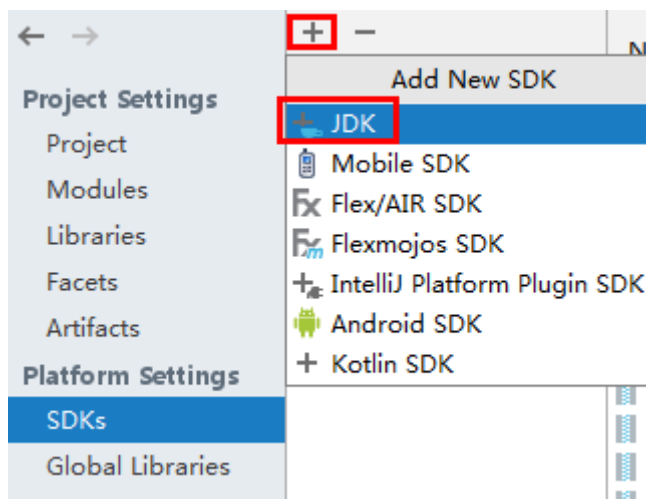 Project Settings
Project
Modules
Libraries
Facets
Artifacts
Platform Settings
SDKs
Global Libraries
Add New SDK
JDK
Mobile SDK
Flex/AIR SDK
Flexmojos SDK
IntelliJ Platform Plugin SDK
Android SDK
Kotlin SDK